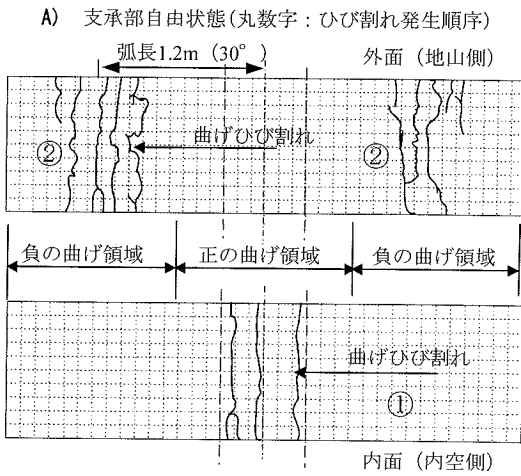 A) 支承部自由状態(丸数字：ひび割れ発生順序)
弧長1.2m (30°)
外面 (地山側)
② 曲げひび割れ ②
負の曲げ領域 正の曲げ領域 負の曲げ領域
曲げひび割れ
①
内面 (内空側)